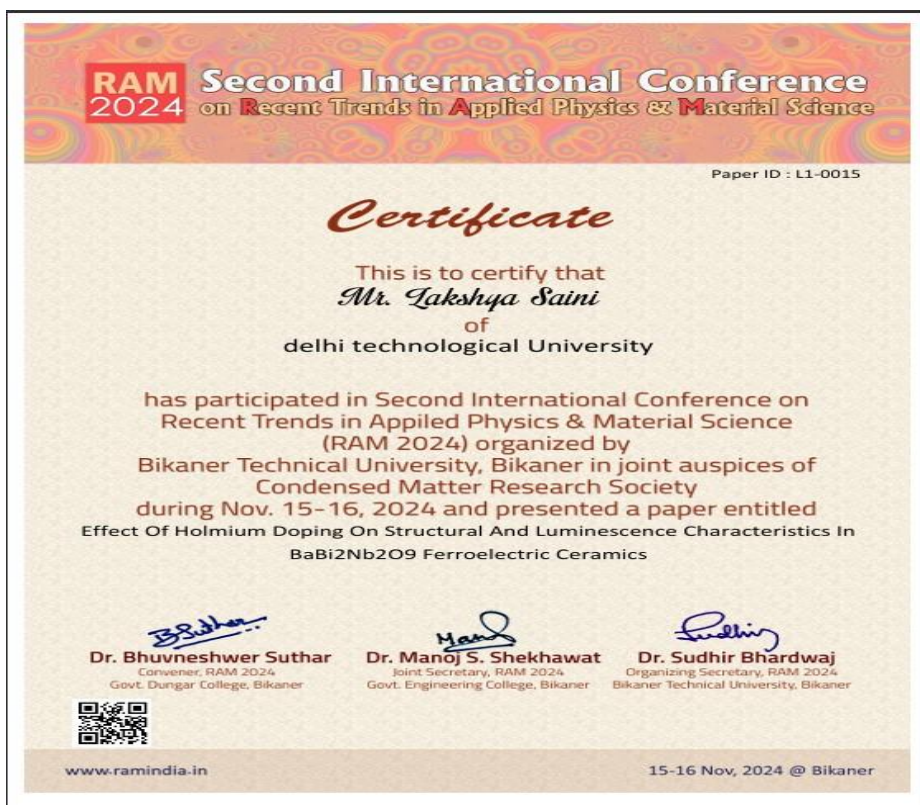 RAM
2024
Second International Conference
on Recent Trends in Applied Physics & Material Science
Paper ID : L1-0015
Certificate
This is to certify that
Mr. Lakshya Saini
of
delhi technological University
has participated in Second International Conference on
Recent Trends in Appiled Physics & Material Science
(RAM 2024) organized by
Bikaner Technical University, Bikaner in joint auspices of
Condensed Matter Research Society
during Nov. 15-16, 2024 and presented a paper entitled
Effect Of Holmium Doping On Structural And Luminescence Characteristics In
BaBi2Nb2O9 Ferroelectric Ceramics
BSuthar
Manoj
Sudhir
Dr. Bhuvneshwer Suthar
Convener, RAM 2024
Govt. Dungar College, Bikaner
Dr. Manoj S. Shekhawat
Joint Secretary, RAM 2024
Govt. Engineering College, Bikaner
Dr. Sudhir Bhardwaj
Organizing Secretary, RAM 2024
Bikaner Technical University, Bikaner
www.ramindia.in
15-16 Nov, 2024 @ Bikaner